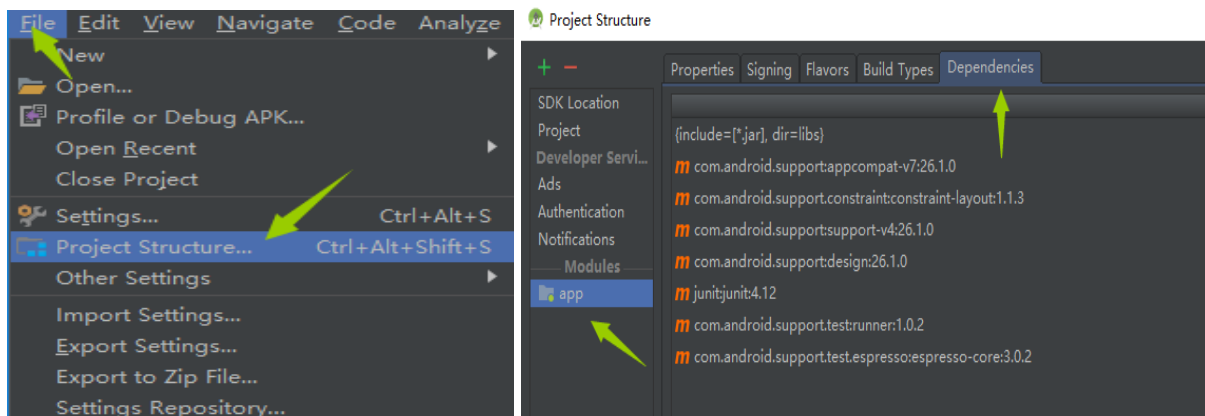 File Edit View Navigate Code Analyze
New
Open...
Profile or Debug APK...
Open Recent
Close Project
Settings... Ctrl+Alt+S
Project Structure... Ctrl+Alt+Shift+S
Other Settings
Import Settings...
Export Settings...
Export to Zip File...
Settings Repository...
Project Structure
SDK Location
Project
Developer Servi...
Ads
Authentication
Notifications
Modules
app
Properties Signing Flavors Build Types Dependencies
{include=[*.jar], dir=libs}
m com.android.support:appcompat-v7:26.1.0
m com.android.support.constraint:constraint-layout:1.1.3
m com.android.support:support-v4:26.1.0
m com.android.support:design:26.1.0
m junit:junit:4.12
m com.android.support.test:runner:1.0.2
m com.android.support.test.espresso:espresso-core:3.0.2